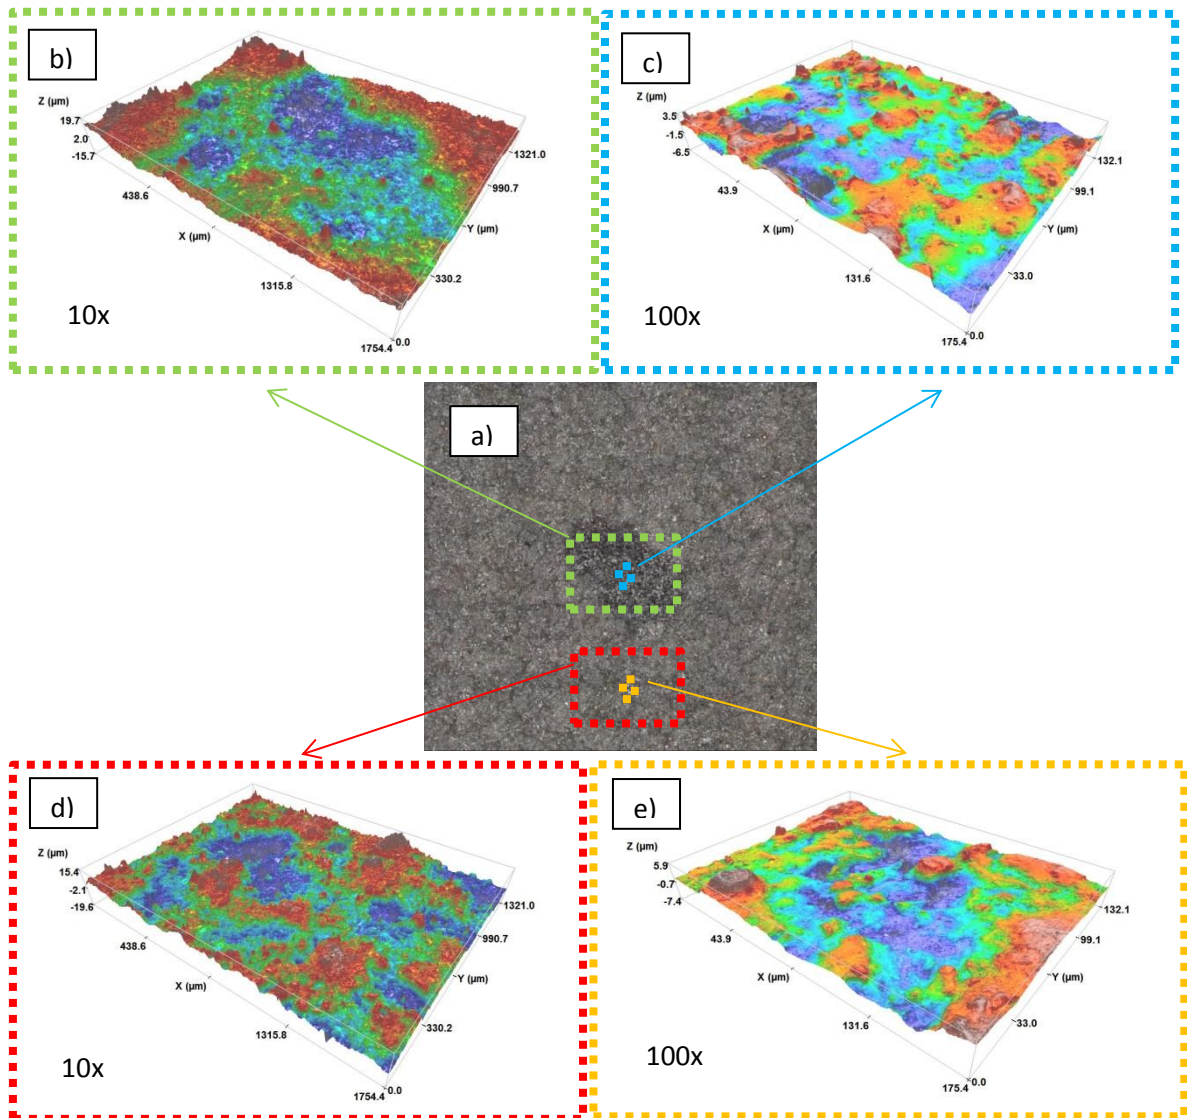 b)
Z (µm)
19.7
2.0
-15.7
438.6
X (µm)
1315.8
1754.4
0.0
330.2
Y (µm)
990.7
1321.0
10x
c)
Z (µm)
3.5
-1.5
-6.5
43.9
X (µm)
131.6
175.4
0.0
33.0
Y (µm)
99.1
132.1
100x
a)
d)
Z (µm)
15.4
-2.1
-19.6
438.6
X (µm)
1315.8
1754.4
0.0
330.2
Y (µm)
990.7
1321.0
10x
e)
Z (µm)
5.9
-0.7
-7.4
43.9
X (µm)
131.6
175.4
0.0
33.0
Y (µm)
99.1
132.1
100x